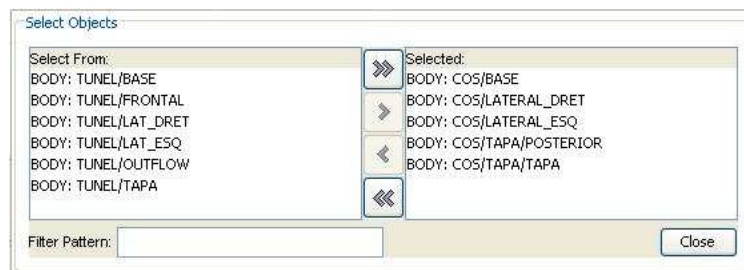 Select Objects
Select From:
BODY: TUNEL/BASE
BODY: TUNEL/FRONTAL
BODY: TUNEL/LAT_DRET
BODY: TUNEL/LAT_ESQ
BODY: TUNEL/OUTFLOW
BODY: TUNEL/TAPA
Selected:
BODY: COS/BASE
BODY: COS/LATERAL_DRET
BODY: COS/LATERAL_ESQ
BODY: COS/TAPA/POSTERIOR
BODY: COS/TAPA/TAPA
Filter Pattern:
Close